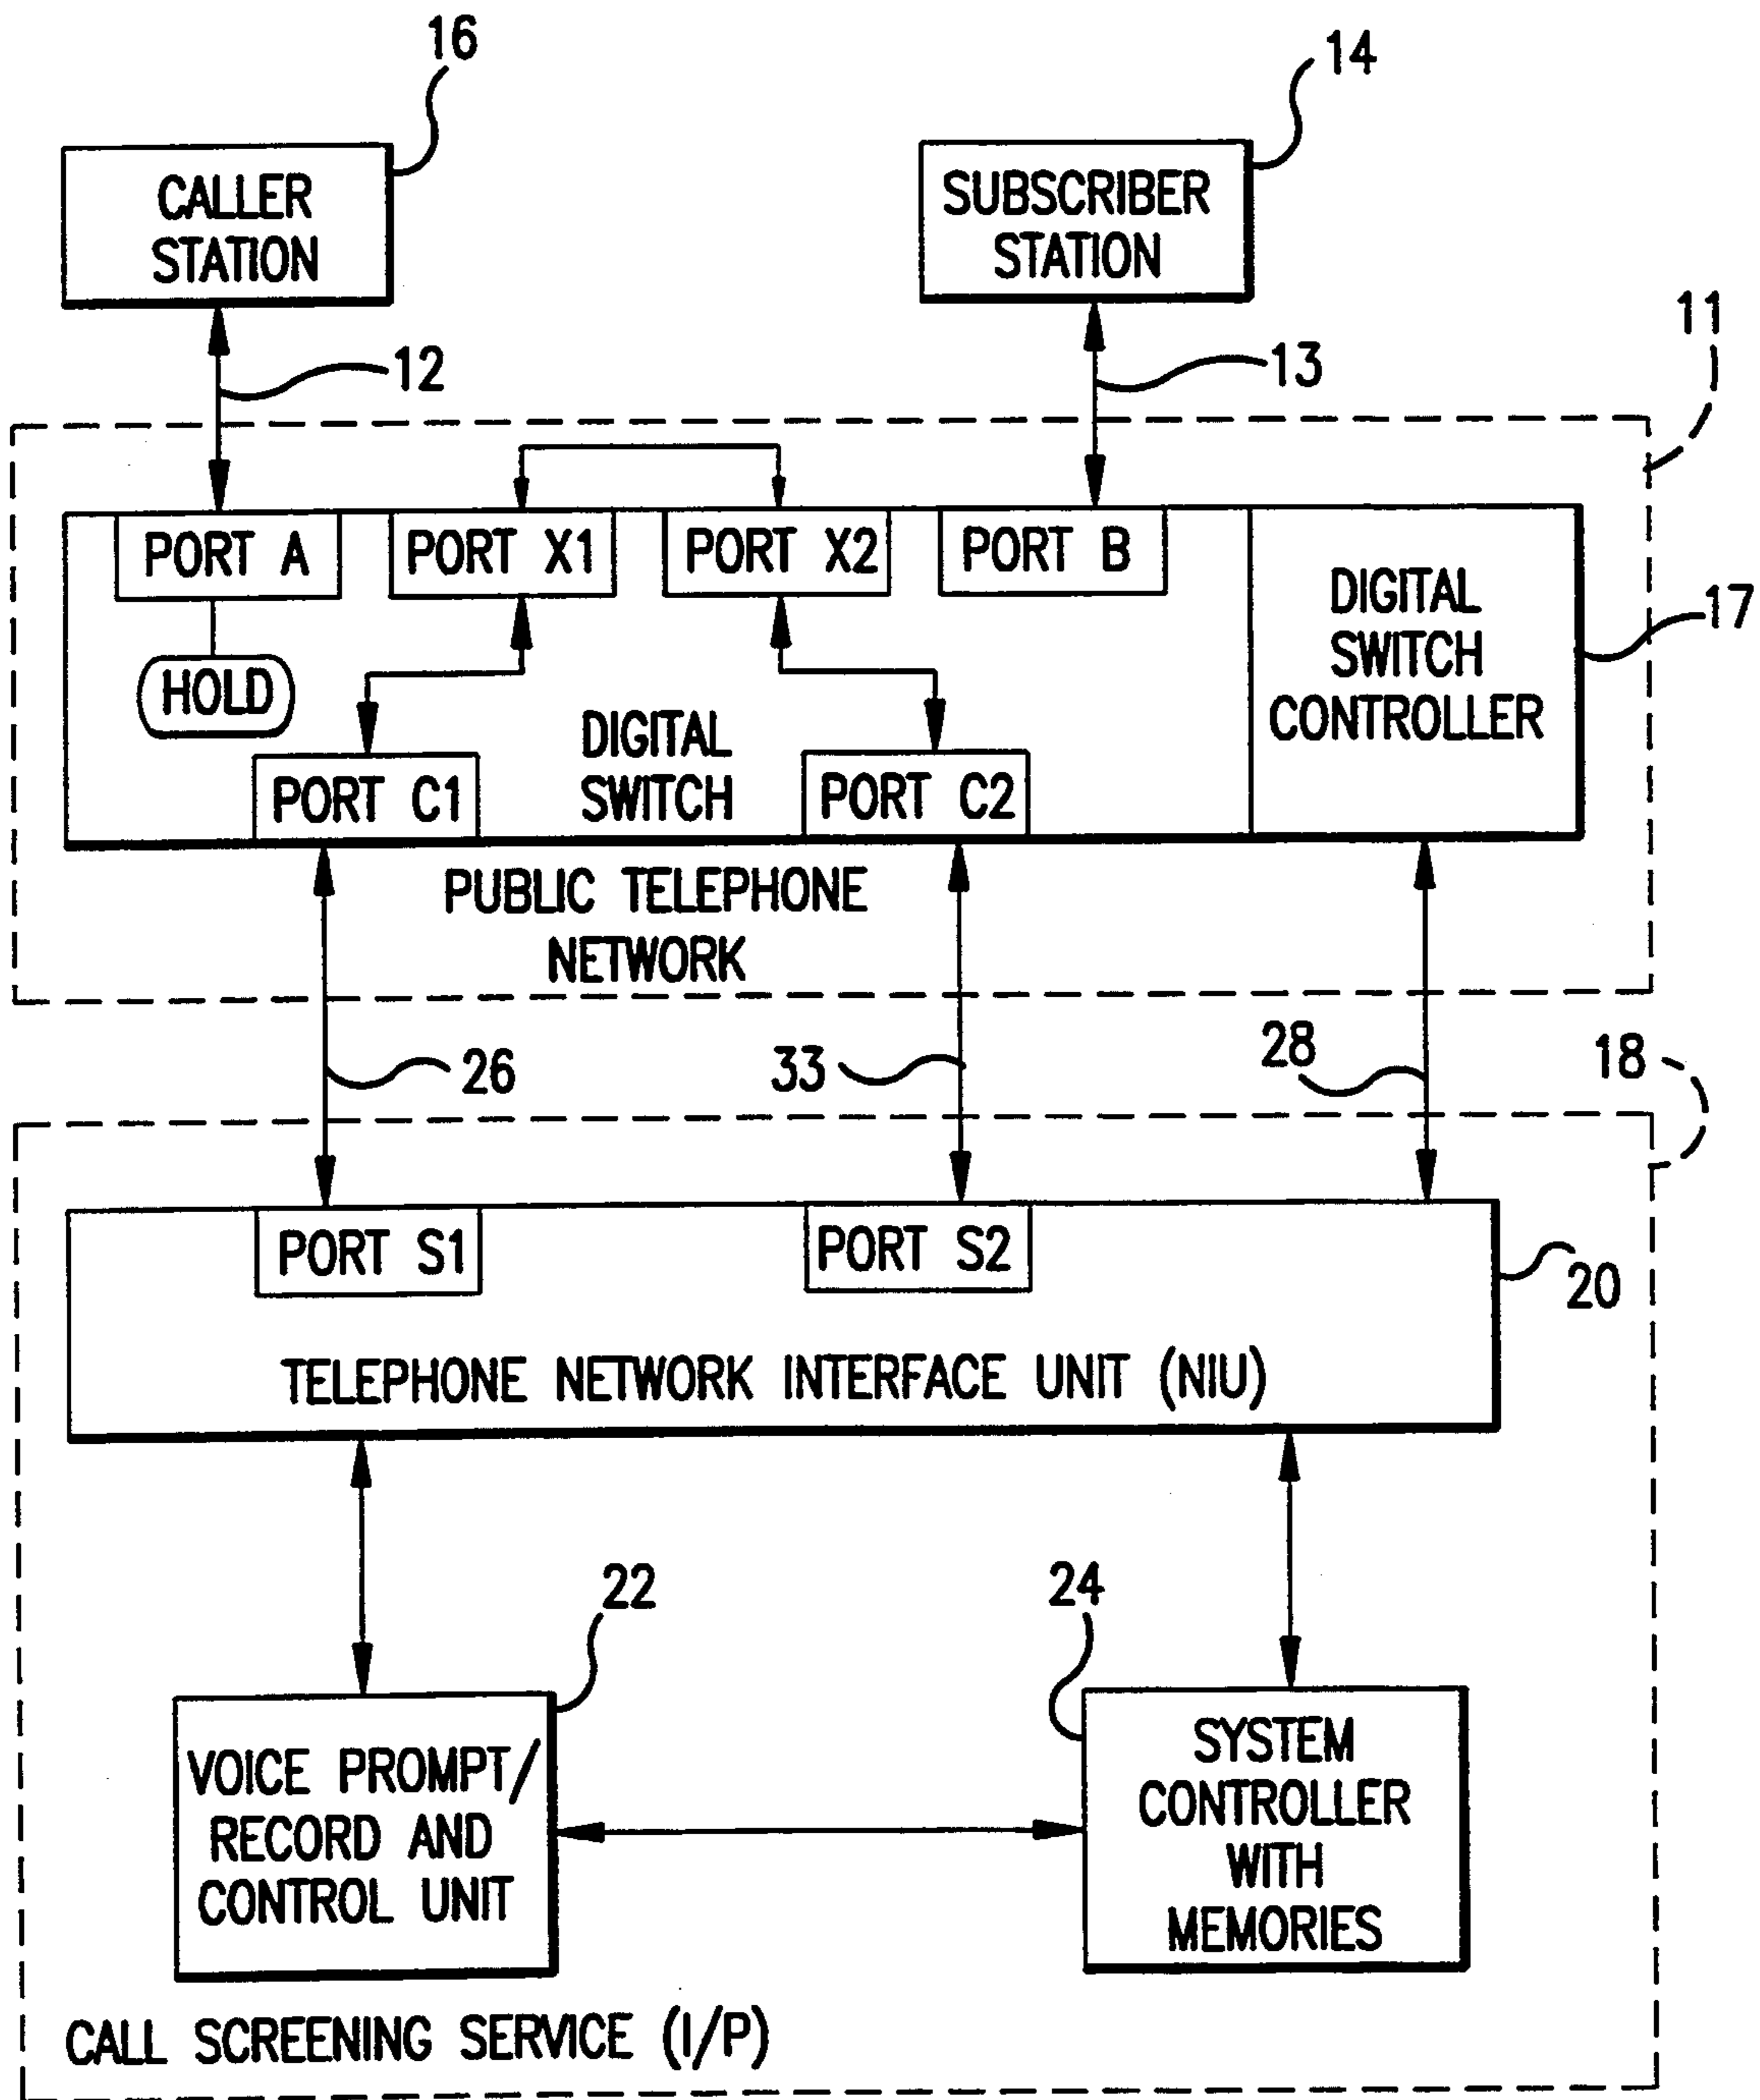 16
14
CALLER
STATION
SUBSCRIBER
STATION
11
12
13
PORT A
PORT X1
PORT X2
PORT B
DIGITAL
SWITCH
CONTROLLER
17
HOLD
DIGITAL
SWITCH
PORT C1
PORT C2
PUBLIC TELEPHONE
NETWORK
26
33
28
18
PORT S1
PORT S2
20
TELEPHONE NETWORK INTERFACE UNIT (NIU)
22
24
VOICE PROMPT/
RECORD AND
CONTROL UNIT
SYSTEM
CONTROLLER
WITH
MEMORIES
CALL SCREENING SERVICE (I/P)